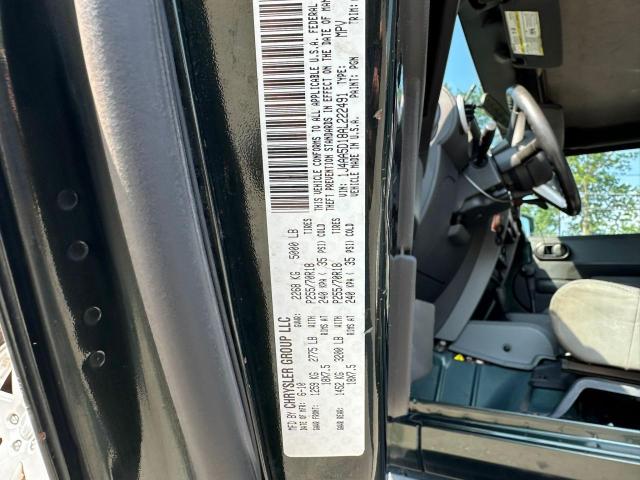 MFD BY CHRYSLER GROUP LLC
DATE OF MFR: 6-10 GVWR: 2268 KG 5000 LB
GAWR FRONT: 1259 KG 2775 LB WITH P255/70R18 TIRES
18X7.5 RIMS AT 240 KPA ( 35 PSI) COLD
GAWR REAR: 1452 KG 3200 LB WITH P255/70R18 TIRES
18X7.5 RIMS AT 240 KPA ( 35 PSI) COLD
THIS VEHICLE CONFORMS TO ALL APPLICABLE U.S.A. FEDERAL
THEFT PREVENTION STANDARDS IN EFFECT ON THE DATE OF MAN
VIN: 1J4AA5D18AL222491 TYPE: MPV
VEHICLE MADE IN U.S.A. PAINT: PGN TRIM: